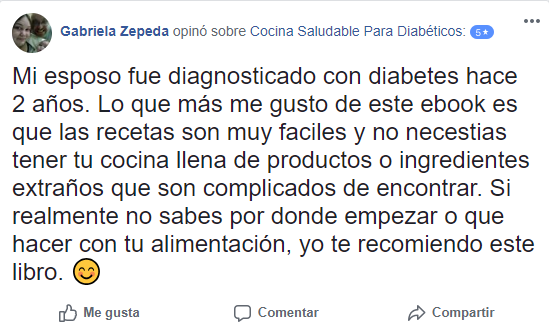 Gabriela Zepeda opinó sobre Cocina Saludable Para Diabéticos: 5★
Mi esposo fue diagnosticado con diabetes hace
2 años. Lo que más me gusto de este ebook es
que las recetas son muy faciles y no necestias
tener tu cocina llena de productos o ingredientes
extraños que son complicados de encontrar. Si
realmente no sabes por donde empezar o que
hacer con tu alimentación, yo te recomiendo este
libro. 😊
Me gusta Comentar Compartir